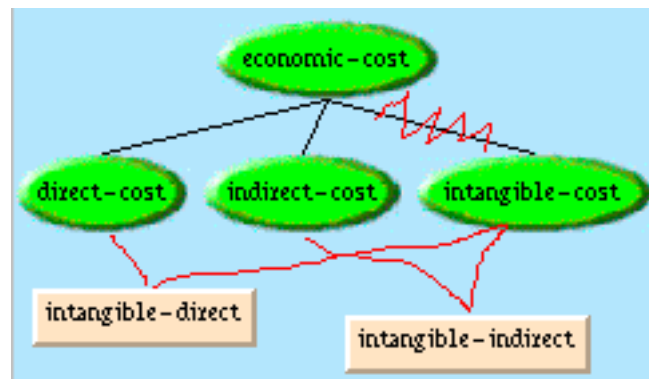 economic-cost
direct-cost
indirect-cost
intangible-cost
intangible-direct
intangible-indirect